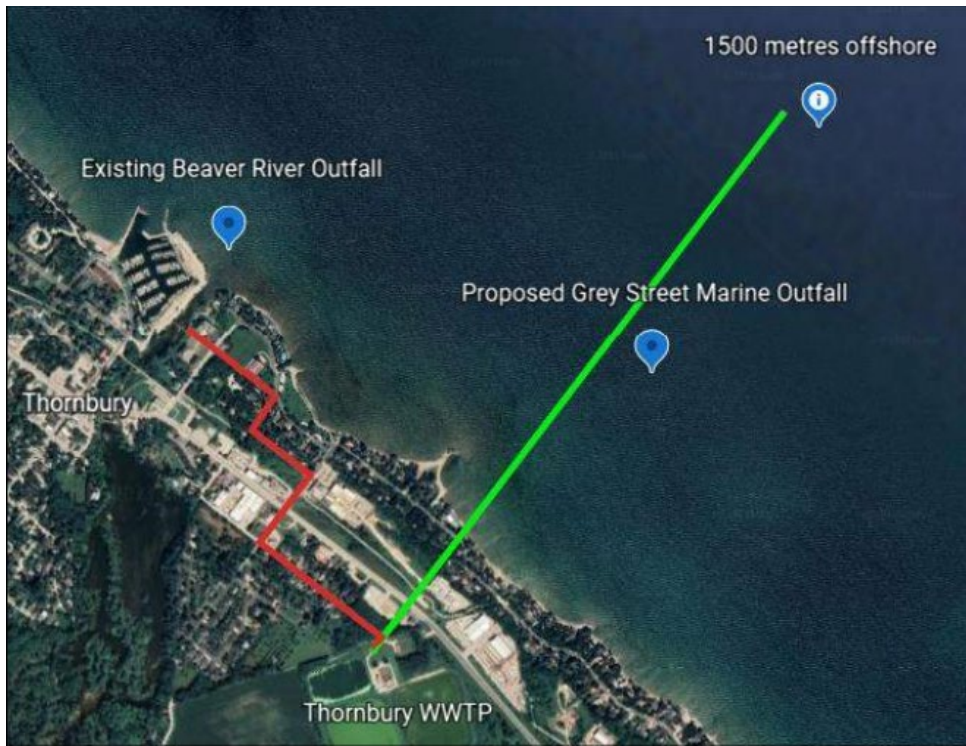 1500 metres offshore
Existing Beaver River Outfall
Proposed Grey Street Marine Outfall
Thornbury
Thornbury WWTP